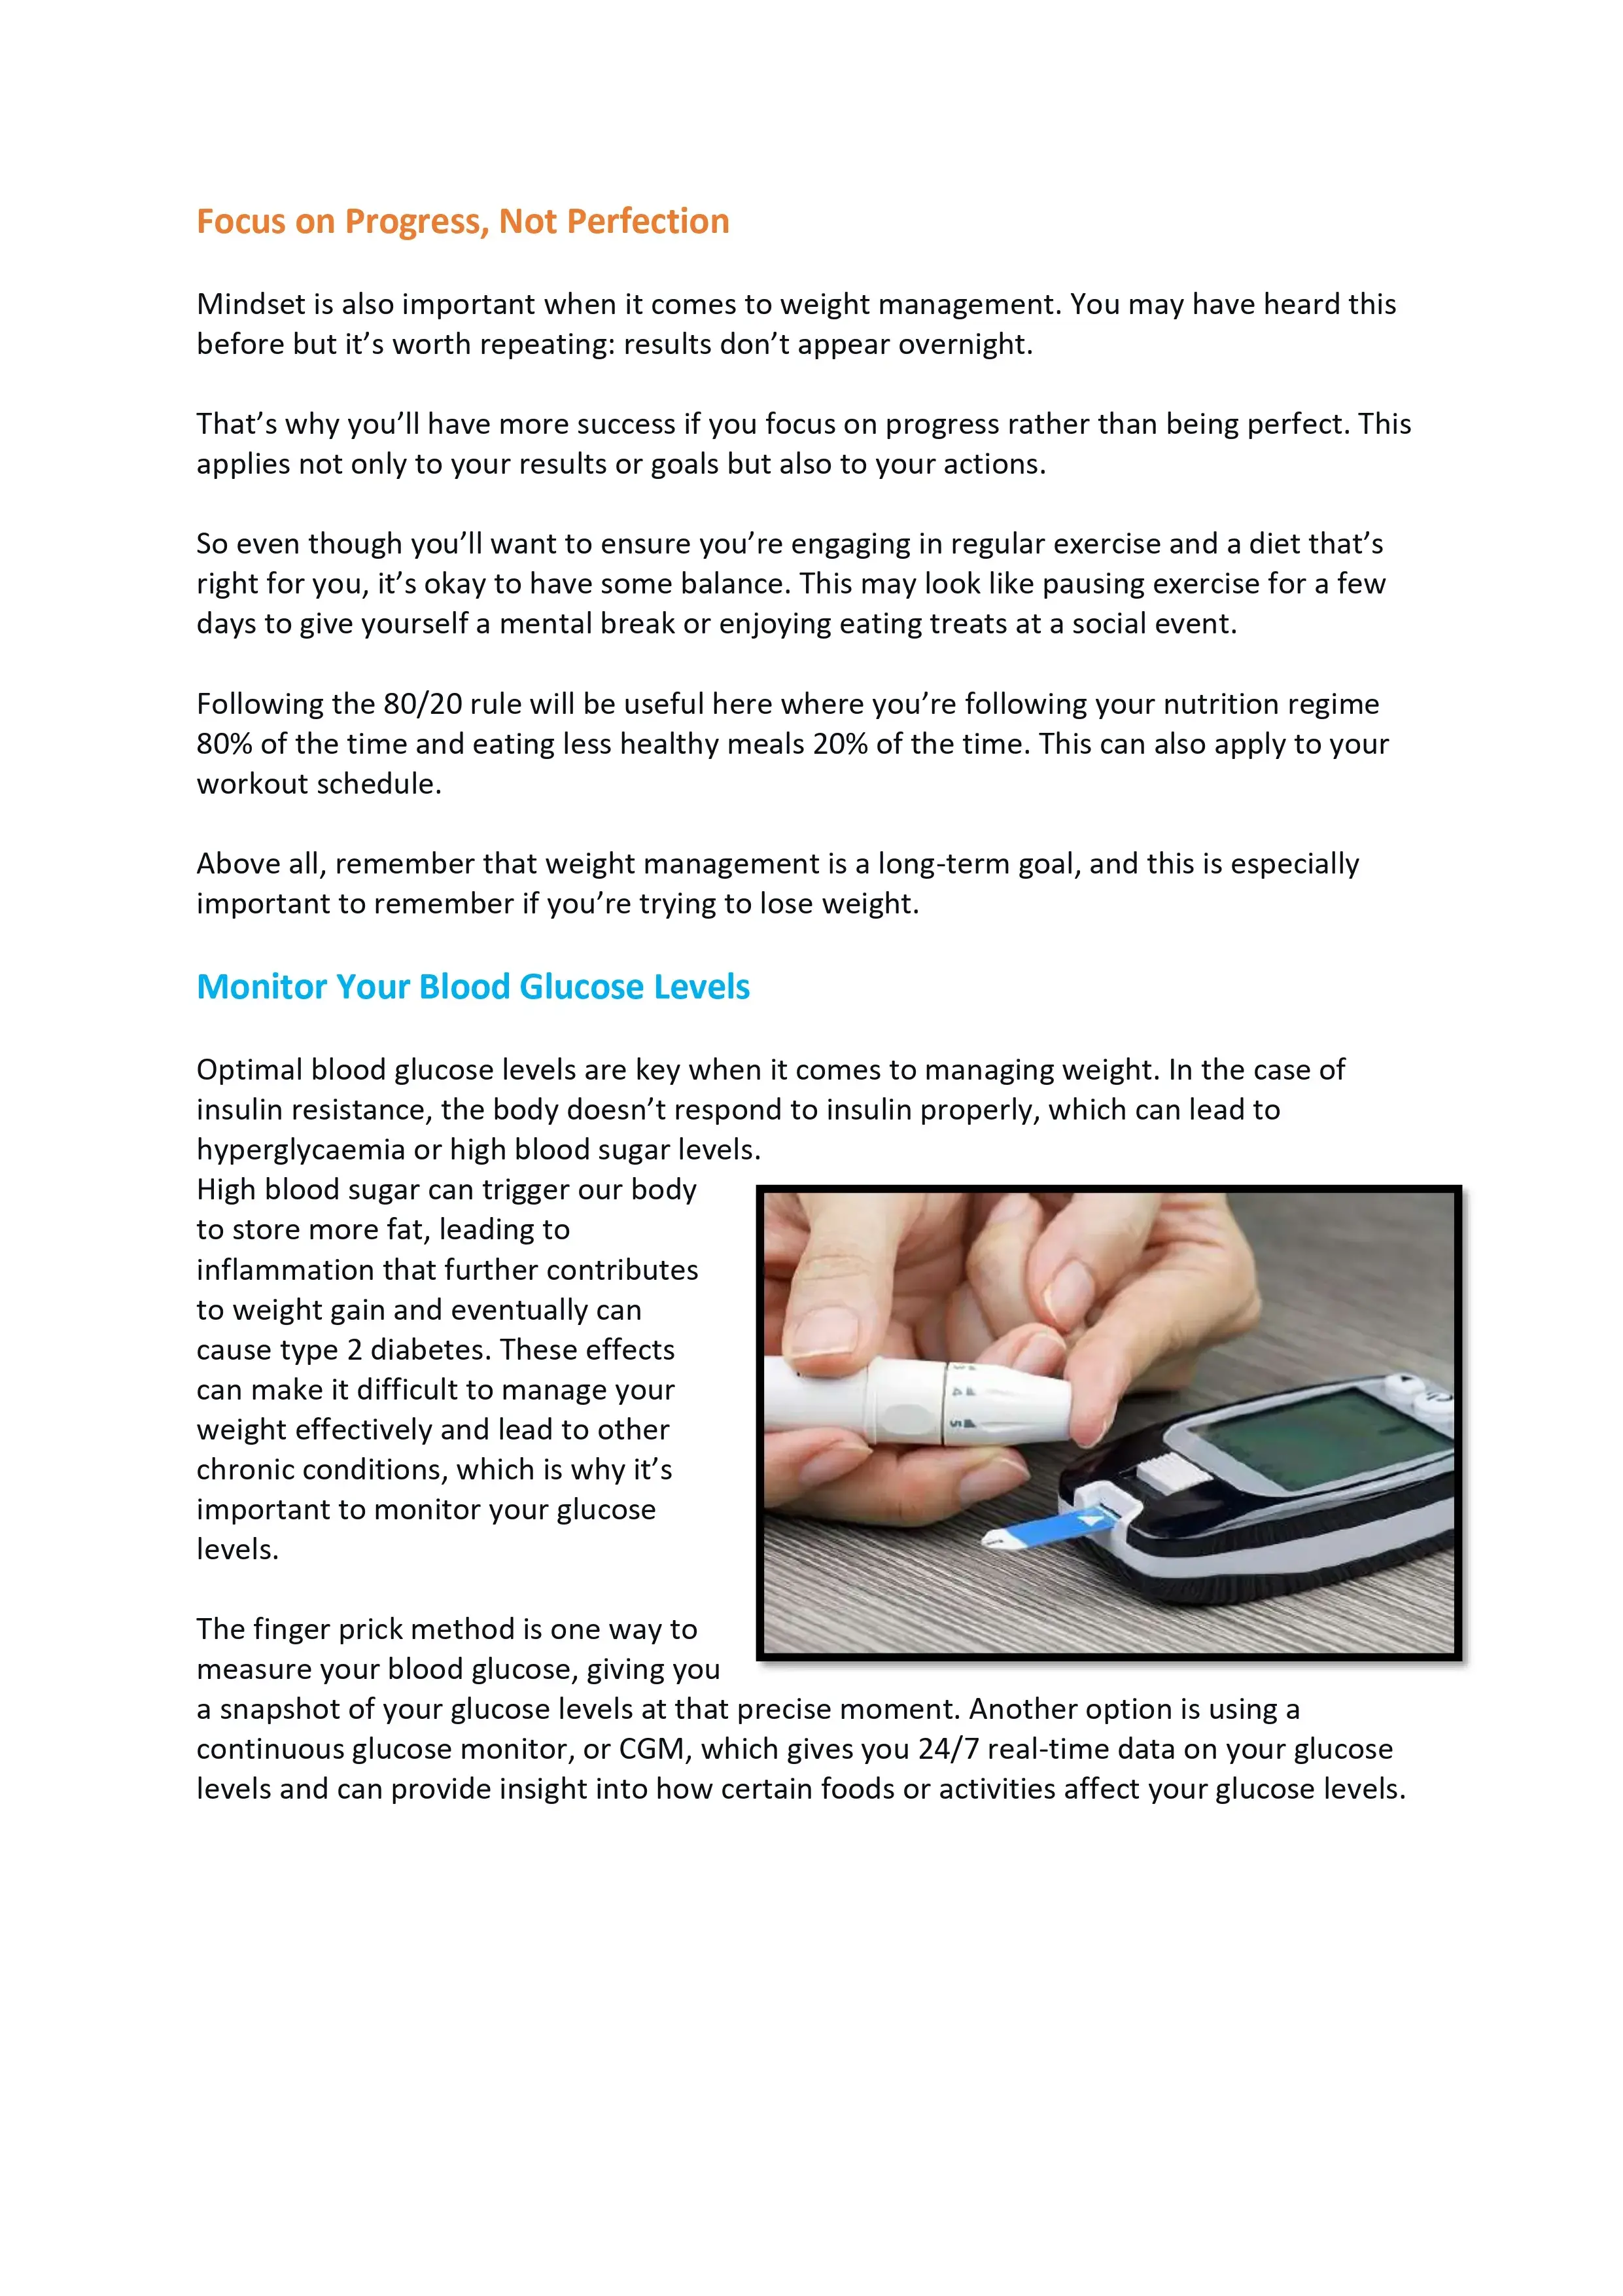 Focus on Progress, Not Perfection
Mindset is also important when it comes to weight management. You may have heard this
before but it’s worth repeating: results don’t appear overnight.
That’s why you’ll have more success if you focus on progress rather than being perfect. This
applies not only to your results or goals but also to your actions.
So even though you’ll want to ensure you’re engaging in regular exercise and a diet that’s
right for you, it’s okay to have some balance. This may look like pausing exercise for a few
days to give yourself a mental break or enjoying eating treats at a social event.
Following the 80/20 rule will be useful here where you’re following your nutrition regime
80% of the time and eating less healthy meals 20% of the time. This can also apply to your
workout schedule.
Above all, remember that weight management is a long-term goal, and this is especially
important to remember if you’re trying to lose weight.
Monitor Your Blood Glucose Levels
Optimal blood glucose levels are key when it comes to managing weight. In the case of
insulin resistance, the body doesn’t respond to insulin properly, which can lead to
hyperglycaemia or high blood sugar levels.
High blood sugar can trigger our body
to store more fat, leading to
inflammation that further contributes
to weight gain and eventually can
cause type 2 diabetes. These effects
can make it difficult to manage your
weight effectively and lead to other
chronic conditions, which is why it’s
important to monitor your glucose
levels.
The finger prick method is one way to
measure your blood glucose, giving you
a snapshot of your glucose levels at that precise moment. Another option is using a
continuous glucose monitor, or CGM, which gives you 24/7 real-time data on your glucose
levels and can provide insight into how certain foods or activities affect your glucose levels.
4
5